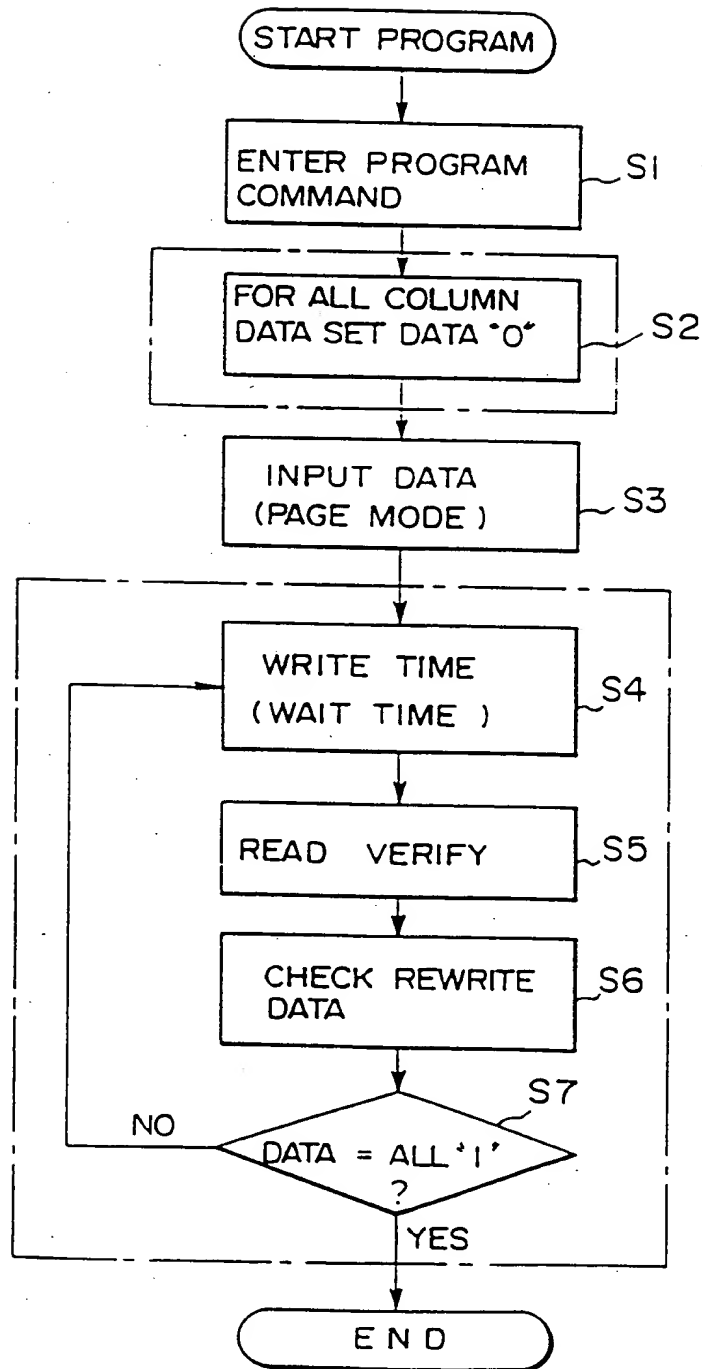 START PROGRAM
ENTER PROGRAM
COMMAND
S1
FOR ALL COLUMN
DATA SET DATA "0"
S2
INPUT DATA
(PAGE MODE)
S3
WRITE TIME
(WAIT TIME)
S4
READ VERIFY
S5
CHECK REWRITE
DATA
S6
S7
NO
DATA = ALL "1"
?
YES
END